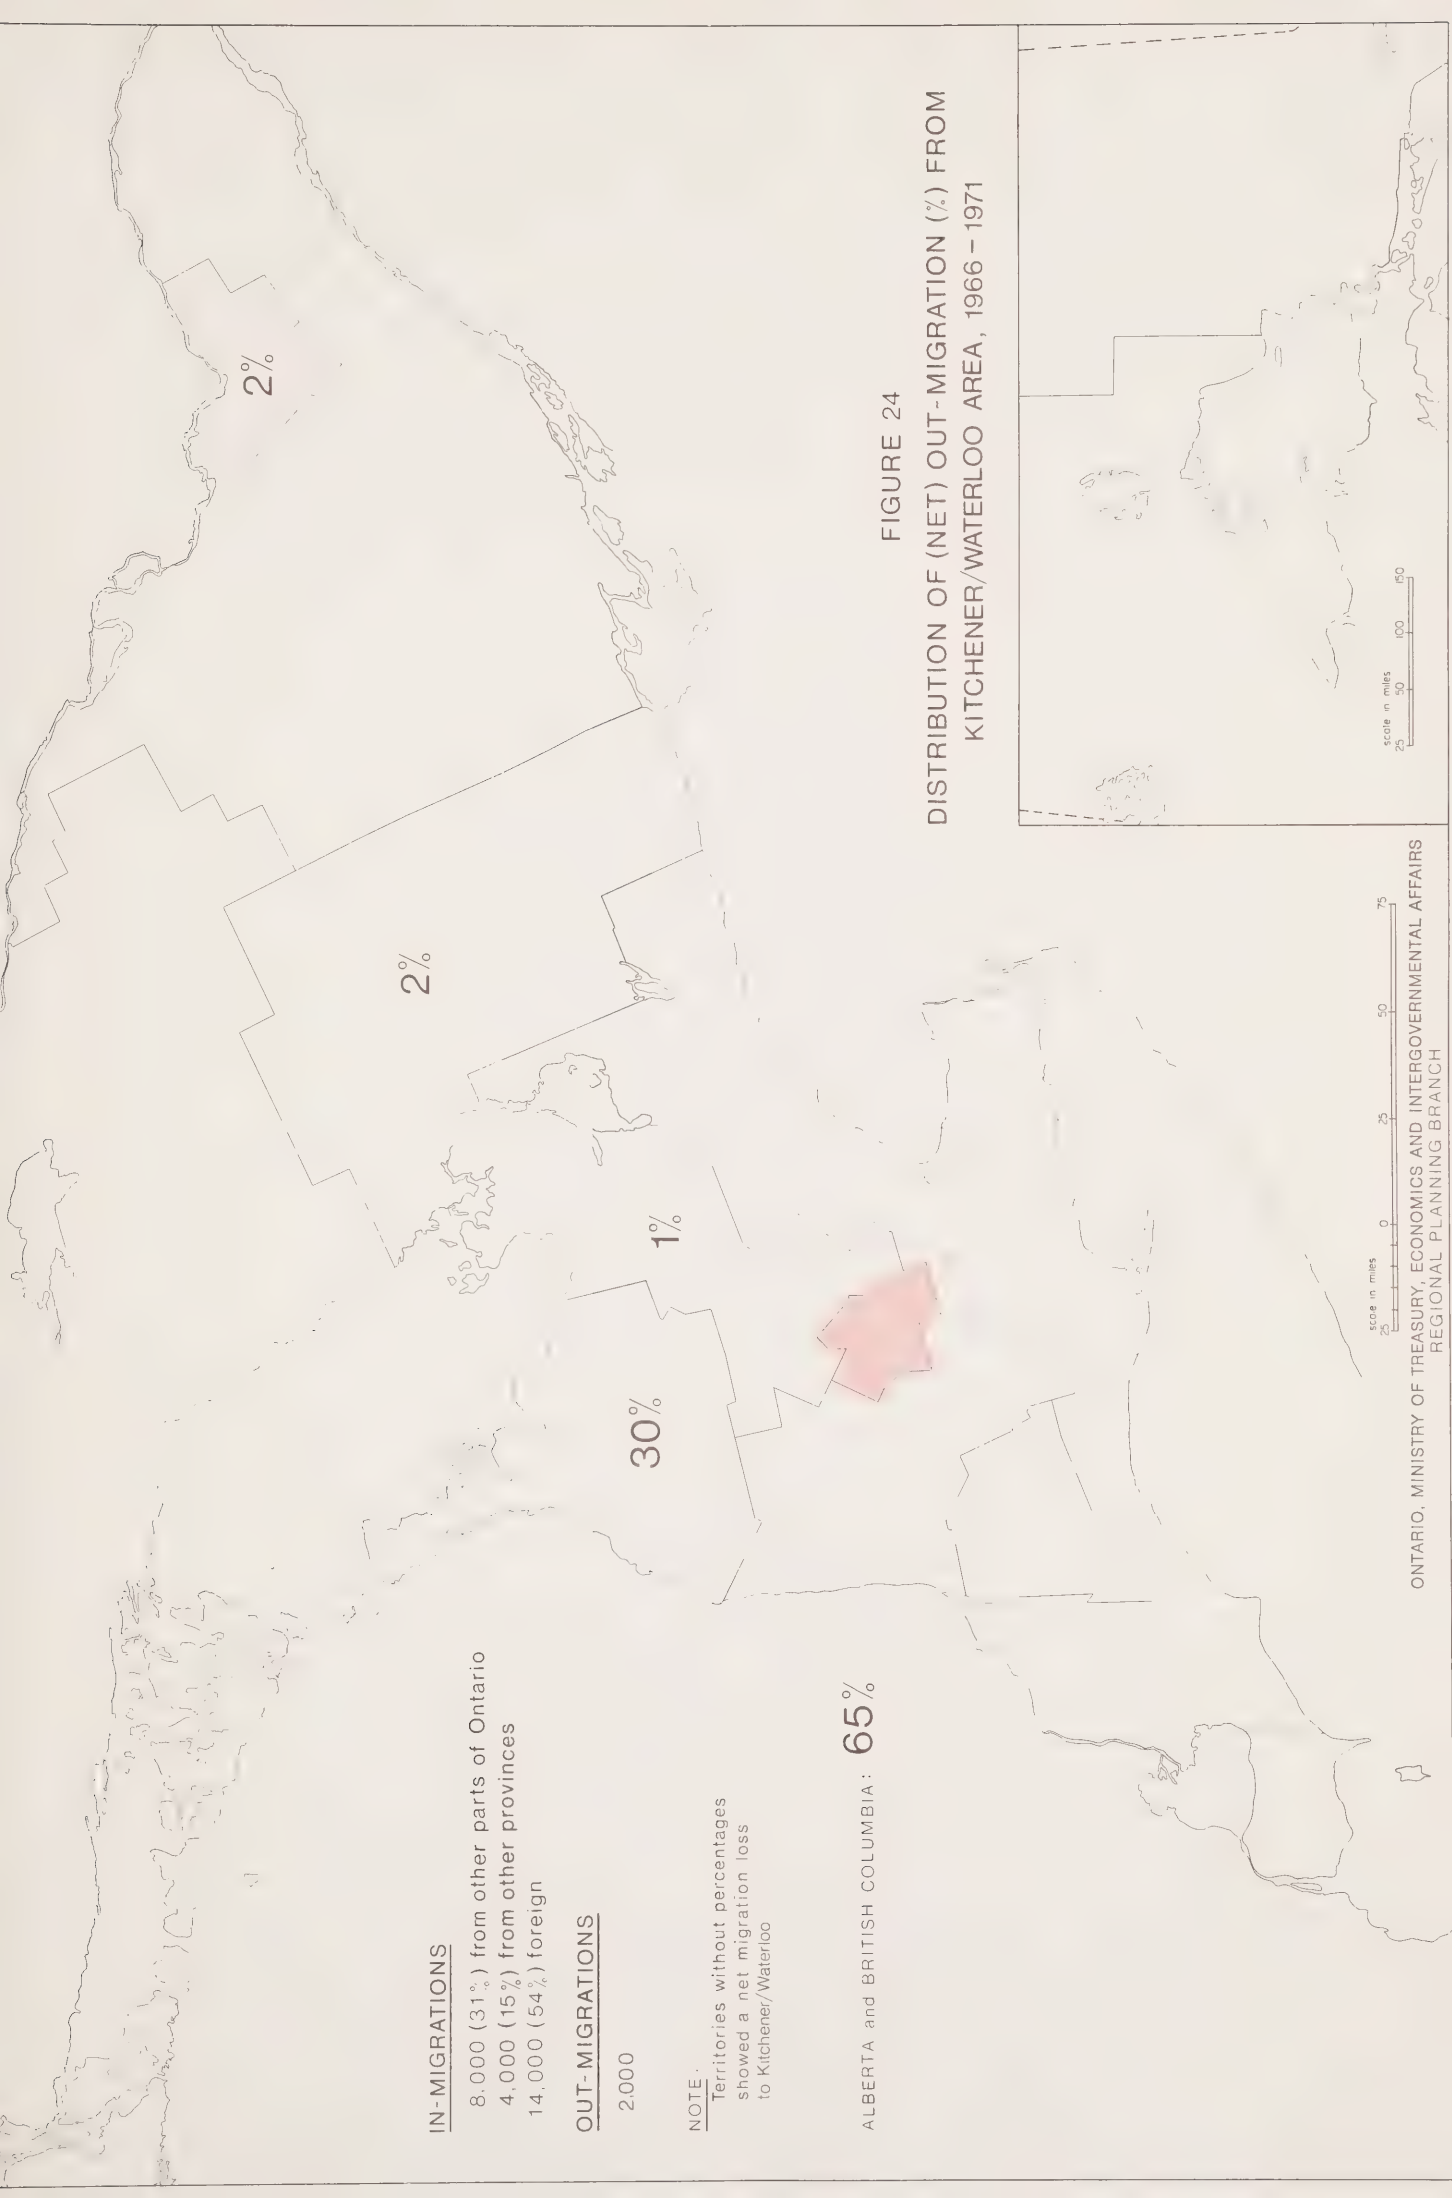 2%
2%
1%
30%
IN-MIGRATIONS
8.000 (31%) from other parts of Ontario
4,000 (15%) from other provinces
14,000 (54%) foreign
OUT-MIGRATIONS
2.000
NOTE.
Territories without percentages
showed a net migration loss
to Kitchener/Waterloo
ALBERTA and BRITISH COLUMBIA: 65%
FIGURE 24
DISTRIBUTION OF (NET) OUT-MIGRATION (%) FROM
KITCHENER/WATERLOO AREA, 1966-1971
scale in miles
25 50 100 150
scale in miles
25 0 25 50 75
ONTARIO, MINISTRY OF TREASURY, ECONOMICS AND INTERGOVERNMENTAL AFFAIRS
REGIONAL PLANNING BRANCH